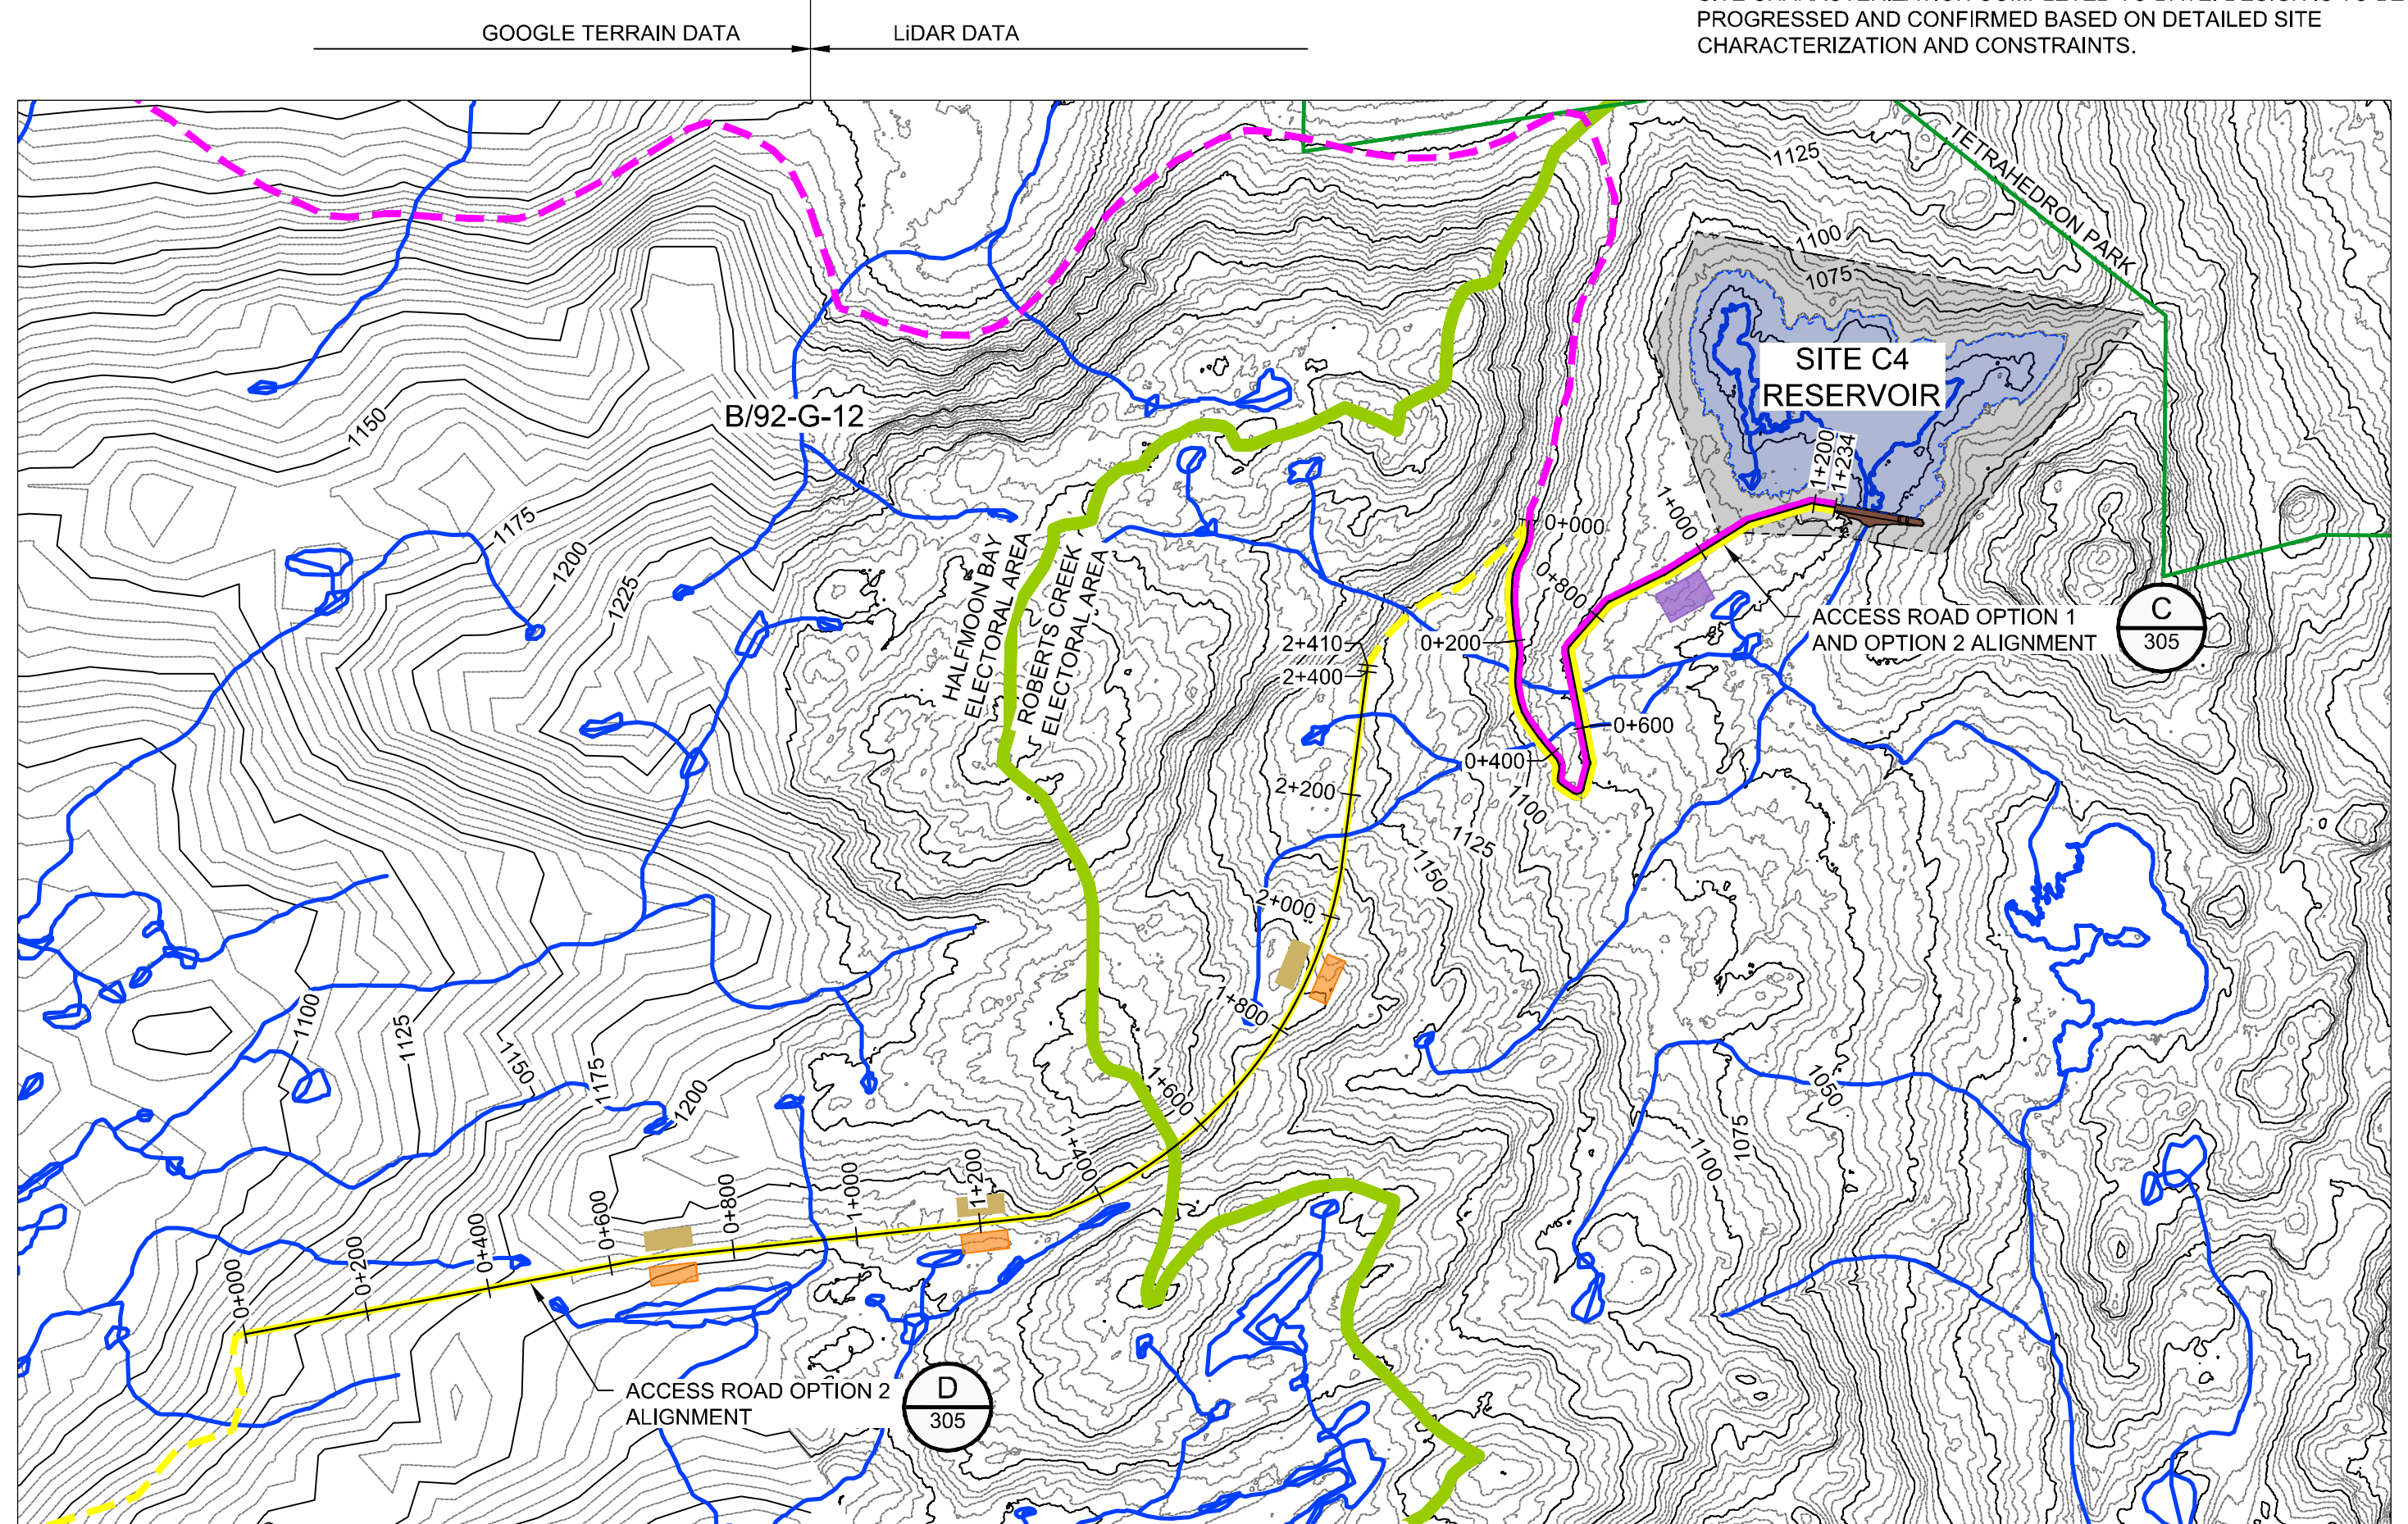 GOOGLE TERRAIN DATA
LiDAR DATA
PROGRESSED AND CONFIRMED BASED ON DETAILED SITE
CHARACTERIZATION AND CONSTRAINTS.
TETRAHEDRON PARK
1125
1100
1075
SITE C4
RESERVOIR
B/92-G-12
1150
1175
1200
1225
1+200
1+234
1+000
0+000
0+800
0+200
0+600
0+400
1100
1125
1150
ACCESS ROAD OPTION 1
AND OPTION 2 ALIGNMENT
C
305
HALFMOON BAY
ELECTORAL AREA
ROBERTS CREEK
ELECTORAL AREA
2+410
2+400
2+200
2+000
1+800
1+600
1+400
1+200
1+000
0+800
0+600
0+400
0+200
0+000
1100
1125
1150
1175
1200
1050
1075
1100
ACCESS ROAD OPTION 2
ALIGNMENT
D
305